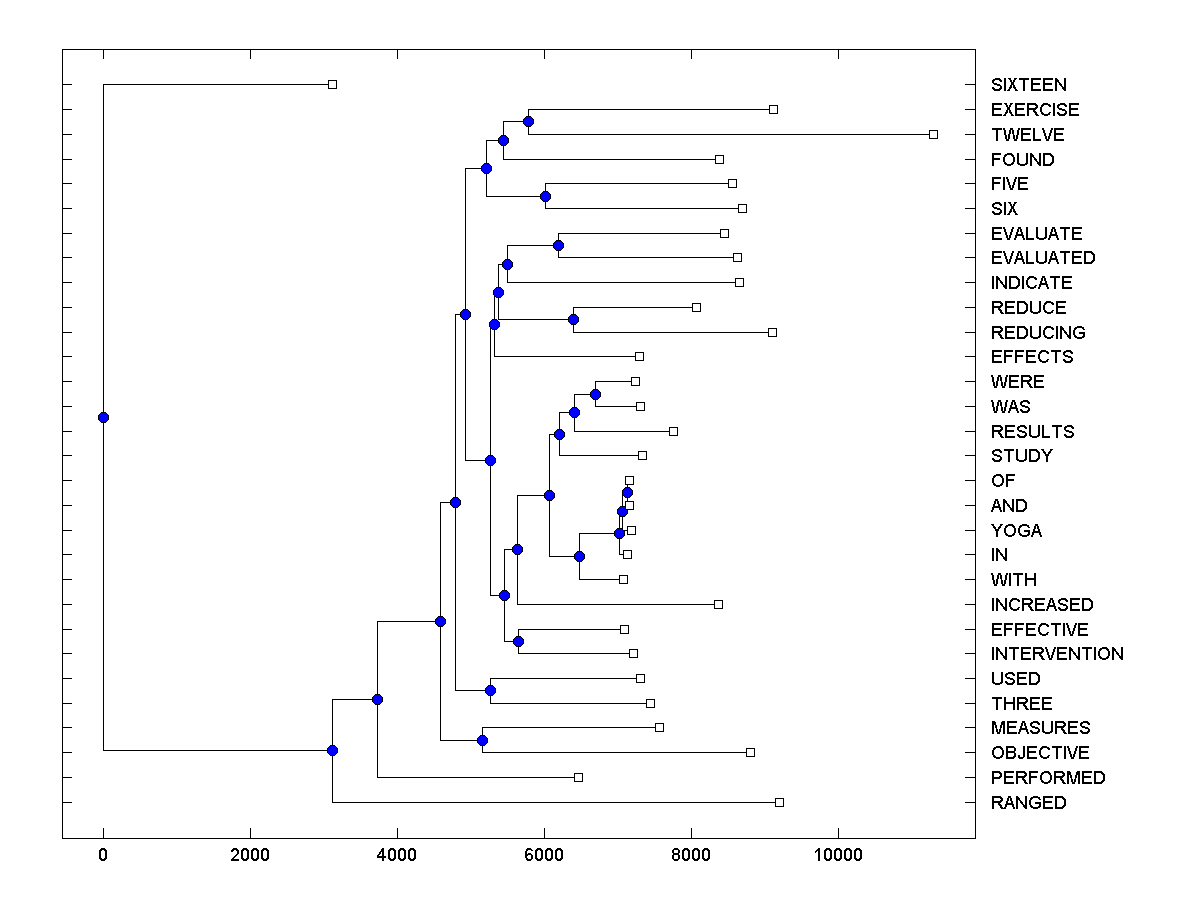 SIXTEEN
EXERCISE
TWELVE
FOUND
FIVE
SIX
EVALUATE
EVALUATED
INDICATE
REDUCE
REDUCING
EFFECTS
WERE
WAS
RESULTS
STUDY
OF
AND
YOGA
IN
WITH
INCREASED
EFFECTIVE
INTERVENTION
USED
THREE
MEASURES
OBJECTIVE
PERFORMED
RANGED
0 2000 4000 6000 8000 10000